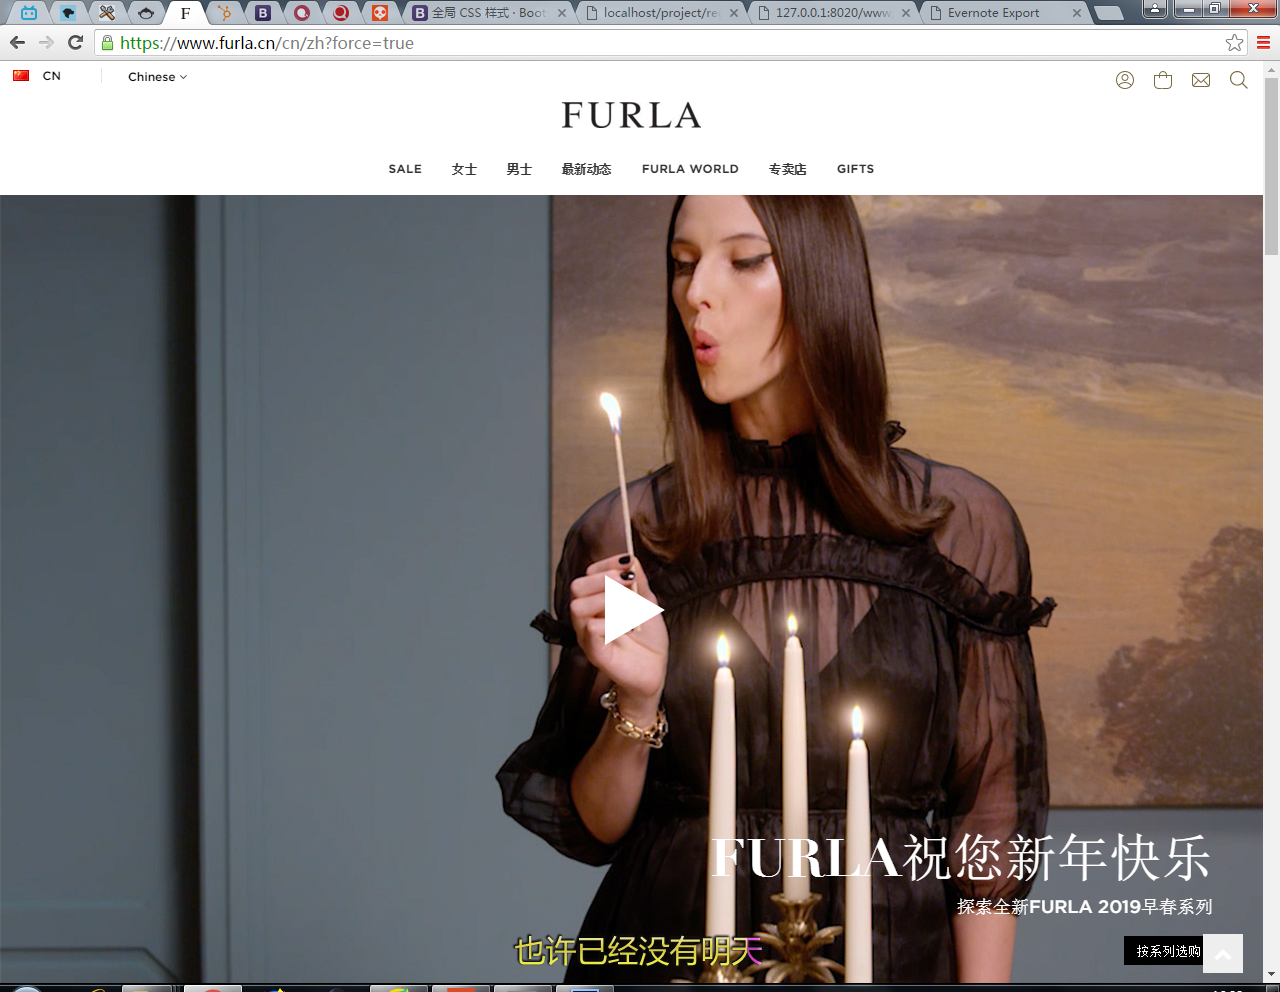 F
全局 CSS 样式 · Boot
localhost/project/re
127.0.0.1:8020/www
Evernote Export
https://www.furla.cn/cn/zh?force=true
CN
Chinese
FURLA
SALE
女士
男士
最新动态
FURLA WORLD
专卖店
GIFTS
FURLA祝您新年快乐
探索全新FURLA 2019早春系列
也许已经没有明天
按系列选购